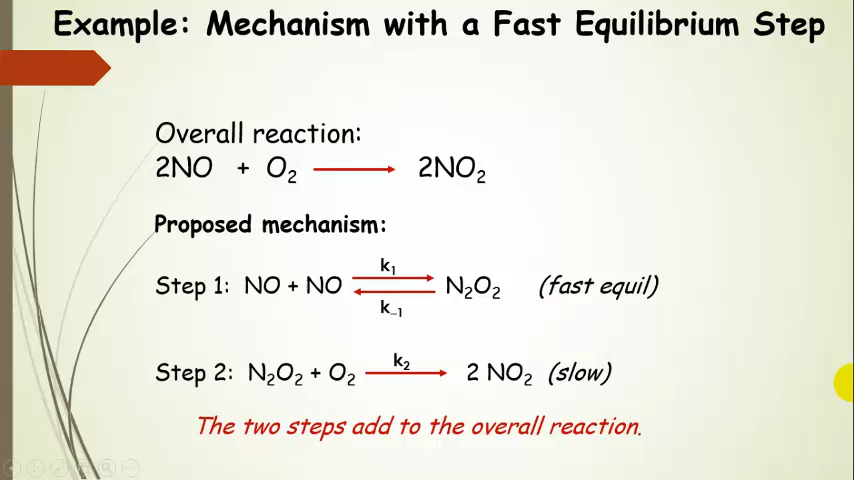 Example: Mechanism with a Fast Equilibrium Step
Overall reaction:
2NO + O₂ → 2NO₂
Proposed mechanism:
k₁
Step 1: NO + NO ⇄ N₂O₂ (fast equil)
k₋₁
k₂
Step 2: N₂O₂ + O₂ → 2 NO₂ (slow)
The two steps add to the overall reaction.